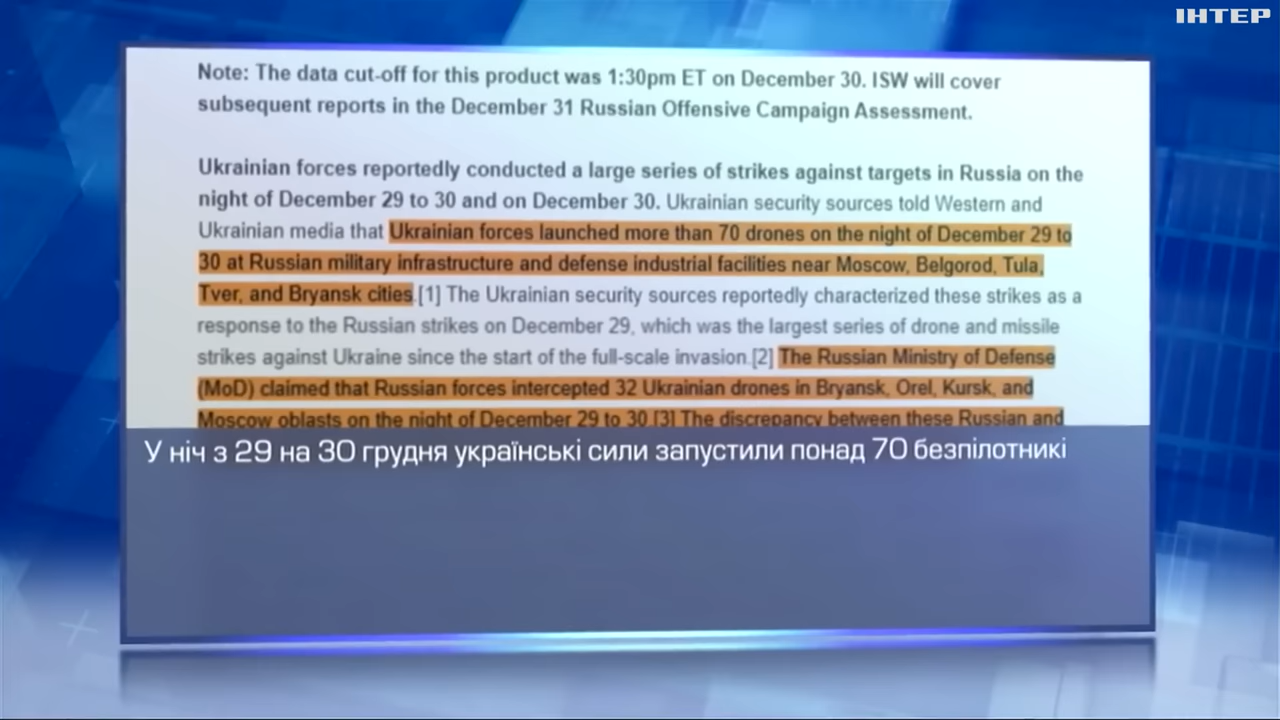 ІНТЕР
Note: The data cut-off for this product was 1:30pm ET on December 30. ISW will cover
subsequent reports in the December 31 Russian Offensive Campaign Assessment.
Ukrainian forces reportedly conducted a large series of strikes against targets in Russia on the
night of December 29 to 30 and on December 30. Ukrainian security sources told Western and
Ukrainian media that Ukrainian forces launched more than 70 drones on the night of December 29 to
30 at Russian military infrastructure and defense industrial facilities near Moscow, Belgorod, Tula,
Tver, and Bryansk cities.[1] The Ukrainian security sources reportedly characterized these strikes as a
response to the Russian strikes on December 29, which was the largest series of drone and missile
strikes against Ukraine since the start of the full-scale invasion.[2] The Russian Ministry of Defense
(MoD) claimed that Russian forces intercepted 32 Ukrainian drones in Bryansk, Orel, Kursk, and
Moscow oblasts on the night of December 29 to 30.[3] The discrepancy between these Russian and
У ніч з 29 на 30 грудня українські сили запустили понад 70 безпілотникі